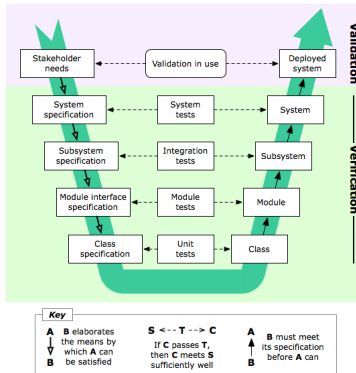 Stakeholder
needs
Validation in use
Deployed
system
Validation
System
specification
System
tests
System
Subsystem
specification
Integration
tests
Subsystem
Module interface
specification
Module
tests
Module
Class
specification
Unit
tests
Class
Verification
Key
A
B
B elaborates
the means by
which A can
be satisfied
S T C
If C passes T,
then C meets S
sufficiently well
A
B
B must meet
its specification
before A can